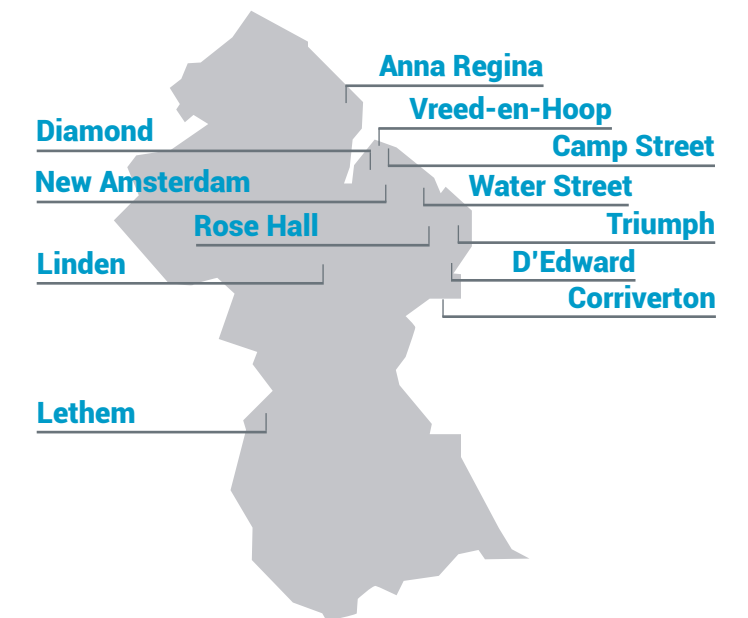 Anna Regina
Vreed-en-Hoop
Diamond
Camp Street
New Amsterdam
Water Street
Rose Hall
Triumph
Linden
D'Edward
Corriverton
Lethem